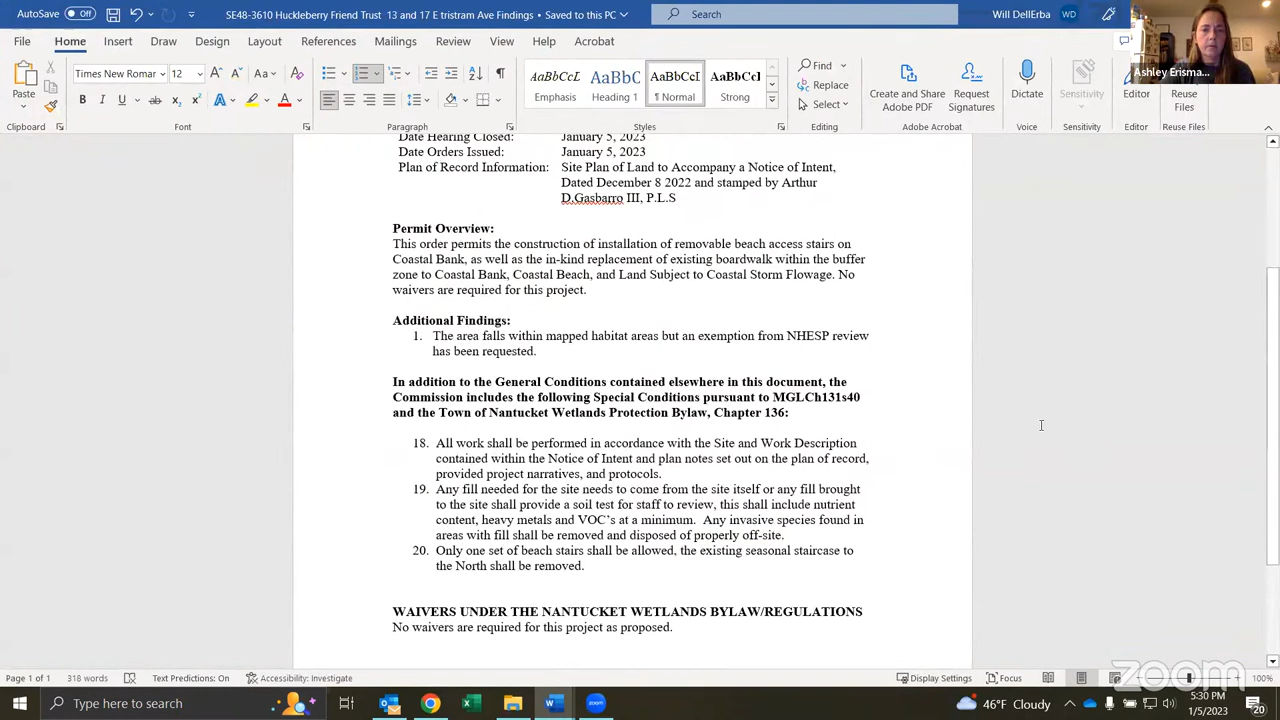 AutoSave Off
SE48-3610 Huckleberry Friend Trust 13 and 17 Crescent Ave Findings - Saved to this PC
Search
Will DellErba WD
File Home Insert Draw Design Layout References Mailings Review View Help Acrobat
Ashley Erisma...
Paste
Times New Roman 12
AaBbCcL AaBbC AaBbCcI AaBbCcl
Emphasis Heading 1 ¶ Normal Strong
Find
Replace
Select
Create and Share Adobe PDF
Request Signatures
Dictate
Sensitivity
Editor
Reuse Files
Clipboard Font Paragraph Styles Editing Adobe Acrobat Voice Sensitivity Editor Reuse Files
Date Hearing Closed: January 5, 2023
Date Orders Issued: January 5, 2023
Plan of Record Information: Site Plan of Land to Accompany a Notice of Intent,
Dated December 8 2022 and stamped by Arthur
D.Gasbarro III, P.L.S
Permit Overview:
This order permits the construction of installation of removable beach access stairs on
Coastal Bank, as well as the in-kind replacement of existing boardwalk within the buffer
zone to Coastal Bank, Coastal Beach, and Land Subject to Coastal Storm Flowage. No
waivers are required for this project.
Additional Findings:
1. The area falls within mapped habitat areas but an exemption from NHESP review
has been requested.
In addition to the General Conditions contained elsewhere in this document, the
Commission includes the following Special Conditions pursuant to MGLCh131s40
and the Town of Nantucket Wetlands Protection Bylaw, Chapter 136:
18. All work shall be performed in accordance with the Site and Work Description
contained within the Notice of Intent and plan notes set out on the plan of record,
provided project narratives, and protocols.
19. Any fill needed for the site needs to come from the site itself or any fill brought
to the site shall provide a soil test for staff to review, this shall include nutrient
content, heavy metals and VOC's at a minimum. Any invasive species found in
areas with fill shall be removed and disposed of properly off-site.
20. Only one set of beach stairs shall be allowed, the existing seasonal staircase to
the North shall be removed.
WAIVERS UNDER THE NANTUCKET WETLANDS BYLAW/REGULATIONS
No waivers are required for this project as proposed.
zoom
Page 1 of 1 318 words Text Predictions: On Accessibility: Investigate Display Settings Focus 100%
Type here to search
46°F Cloudy
5:30 PM
1/5/2023
20